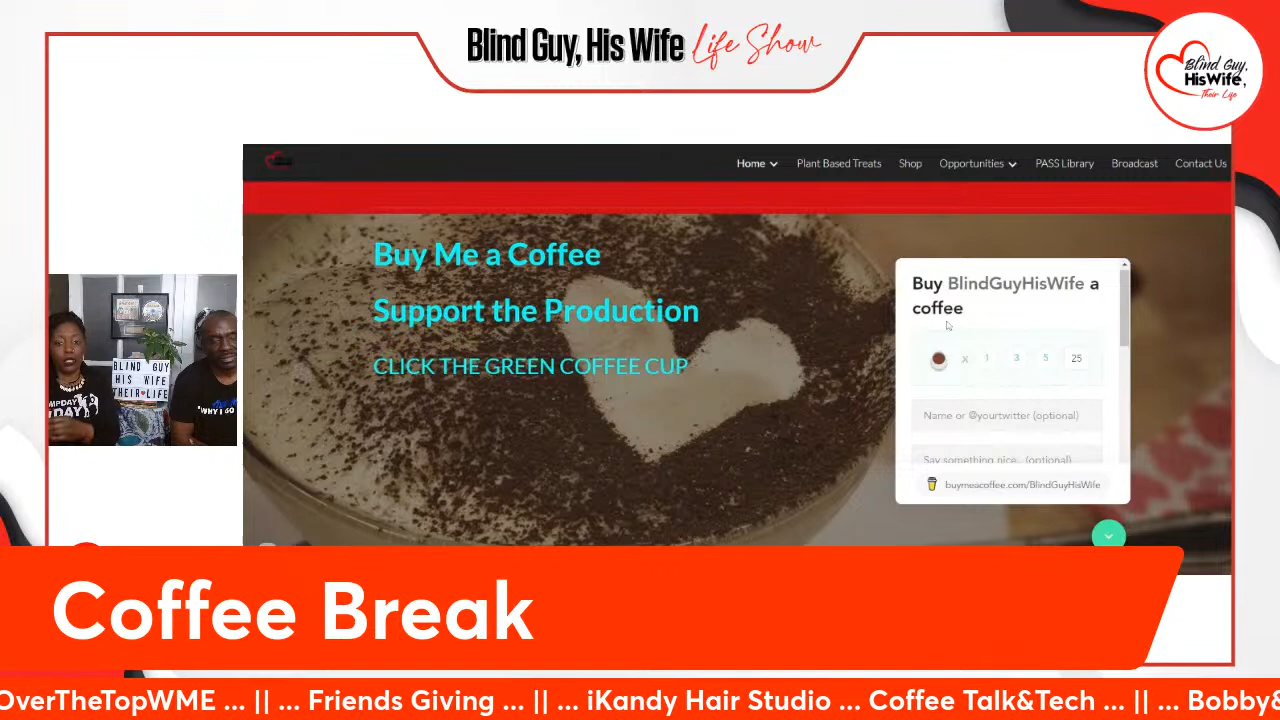 Blind Guy, His Wife Life Show
Blind Guy,
HisWife,
Their Life
Home
Plant Based Treats
Shop
Opportunities
PASS Library
Broadcast
Contact Us
Buy Me a Coffee
Support the Production
CLICK THE GREEN COFFEE CUP
Buy BlindGuyHisWife a
coffee
x 1 3 5 25
Name or @yourtwitter (optional)
Say something nice.. (optional)
buymeacoffee.com/BlindGuyHisWife
BLIND GUY
HIS WIFE
THEIR LIFE
"WHY I GO
Coffee Break
OverTheTopWME ... || ... Friends Giving ... || ... iKandy Hair Studio ... Coffee Talk&Tech ... || ... Bobby&